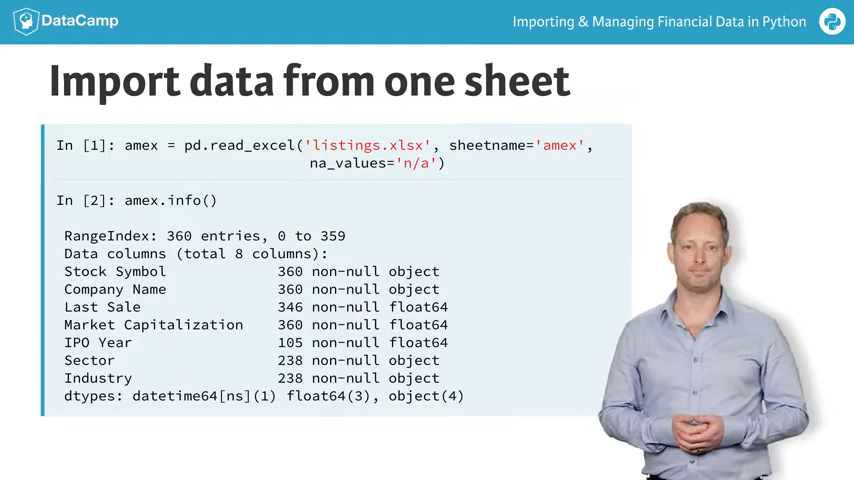 DataCamp
Importing & Managing Financial Data in Python
Import data from one sheet
In [1]: amex = pd.read_excel('listings.xlsx', sheetname='amex',
na_values='n/a')
In [2]: amex.info()
RangeIndex: 360 entries, 0 to 359
Data columns (total 8 columns):
Stock Symbol 360 non-null object
Company Name 360 non-null object
Last Sale 346 non-null float64
Market Capitalization 360 non-null float64
IPO Year 105 non-null float64
Sector 238 non-null object
Industry 238 non-null object
dtypes: datetime64[ns](1) float64(3), object(4)